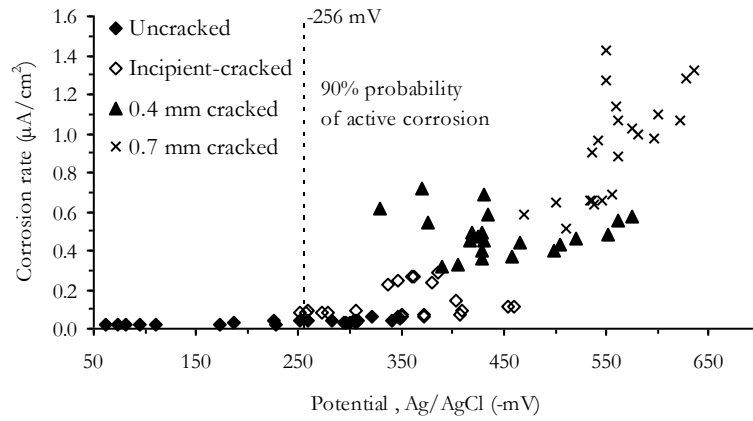 -256 mV
Uncracked
Incipient-cracked
0.4 mm cracked
0.7 mm cracked
90% probability
of active corrosion
Corrosion rate (μA/cm²)
1.6
1.4
1.2
1.0
0.8
0.6
0.4
0.2
0.0
50
150
250
350
450
550
650
Potential , Ag/AgCl (-mV)